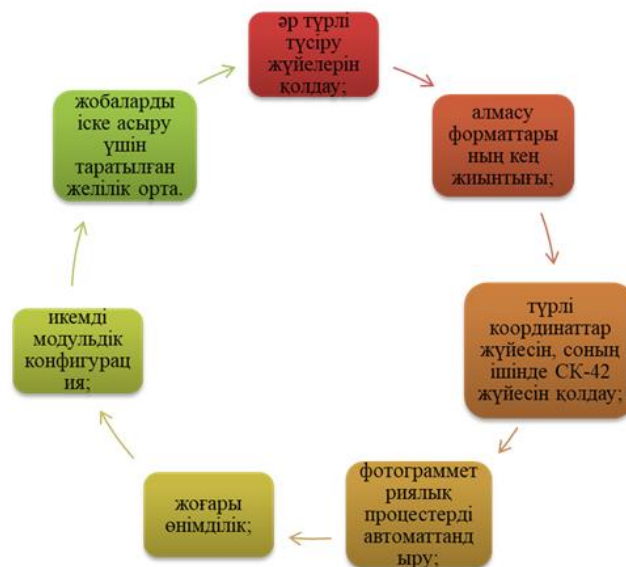 әр түрлі
түсіру
жүйелерін
қолдау;
алмасу
форматтары
ның кең
жиынтығы;
түрлі
координаттар
жүйесін, соның
ішінде СК-42
жүйесін қолдау;
фотограммет
риялық
процестерді
автоматтанд
ыру;
жоғары
өнімділік;
икемді
модульдік
конфигурац
ия;
жобаларды
іске асыру
үшін
таратылған
желілік орта.